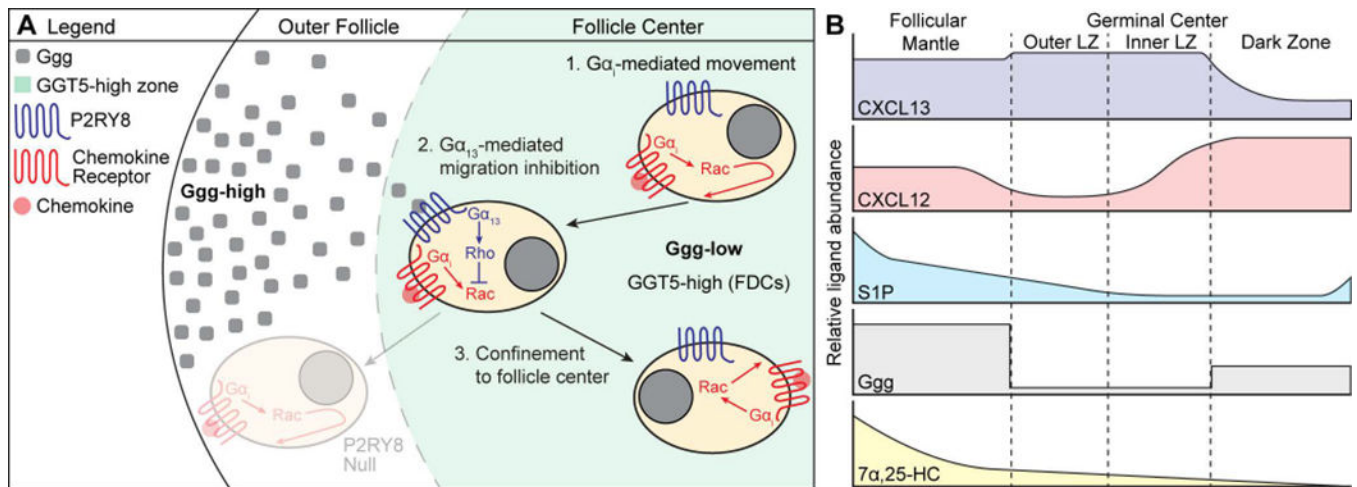 A
Legend
Outer Follicle
Follicle Center
Ggg
GGT5-high zone
P2RY8
Chemokine
Receptor
Chemokine
Ggg-high
1. Gαi-mediated movement
Gαi
Rac
2. Gα13-mediated
migration inhibition
Gα13
Rho
Gαi
Rac
Ggg-low
GGT5-high (FDCs)
3. Confinement
to follicle center
Rac
Gαi
Gαi
Rac
P2RY8
Null
B
Relative ligand abundance
Follicular
Mantle
Germinal Center
Outer LZ
Inner LZ
Dark Zone
CXCL13
CXCL12
S1P
Ggg
7α,25-HC